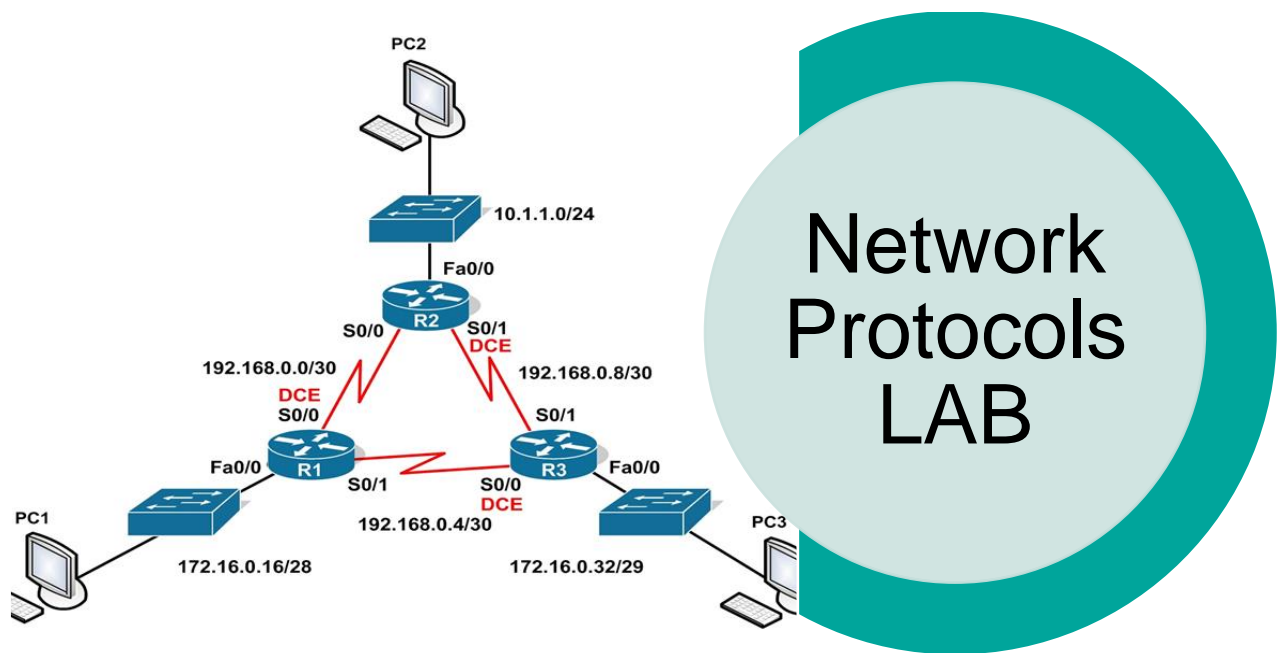 PC2
10.1.1.0/24
Fa0/0
R2
S0/0
S0/1
DCE
192.168.0.0/30
192.168.0.8/30
DCE
S0/0
S0/1
Fa0/0
R1
R3
Fa0/0
S0/1
S0/0
DCE
192.168.0.4/30
PC1
PC3
172.16.0.16/28
172.16.0.32/29
Network
Protocols
LAB